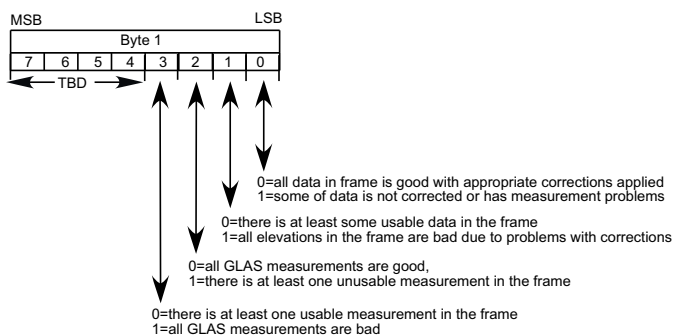 MSB LSB
Byte 1
7 6 5 4 3 2 1 0
TBD
0=all data in frame is good with appropriate corrections applied
1=some of data is not corrected or has measurement problems
0=there is at least some usable data in the frame
1=all elevations in the frame are bad due to problems with corrections
0=all GLAS measurements are good,
1=there is at least one unusable measurement in the frame
0=there is at least one usable measurement in the frame
1=all GLAS measurements are bad